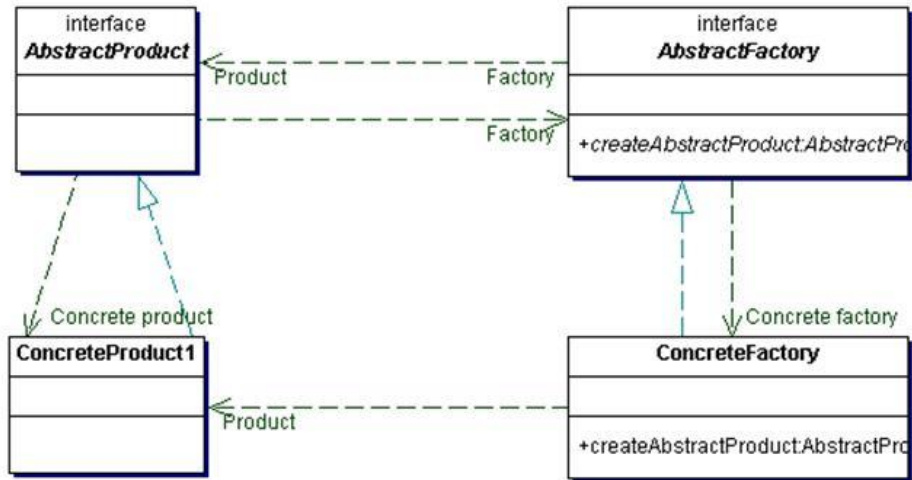 interface
AbstractProduct
interface
AbstractFactory
Product
Factory
Factory
+createAbstractProduct:AbstractPro
Concrete product
Concrete factory
ConcreteProduct1
ConcreteFactory
Product
+createAbstractProduct:AbstractPro